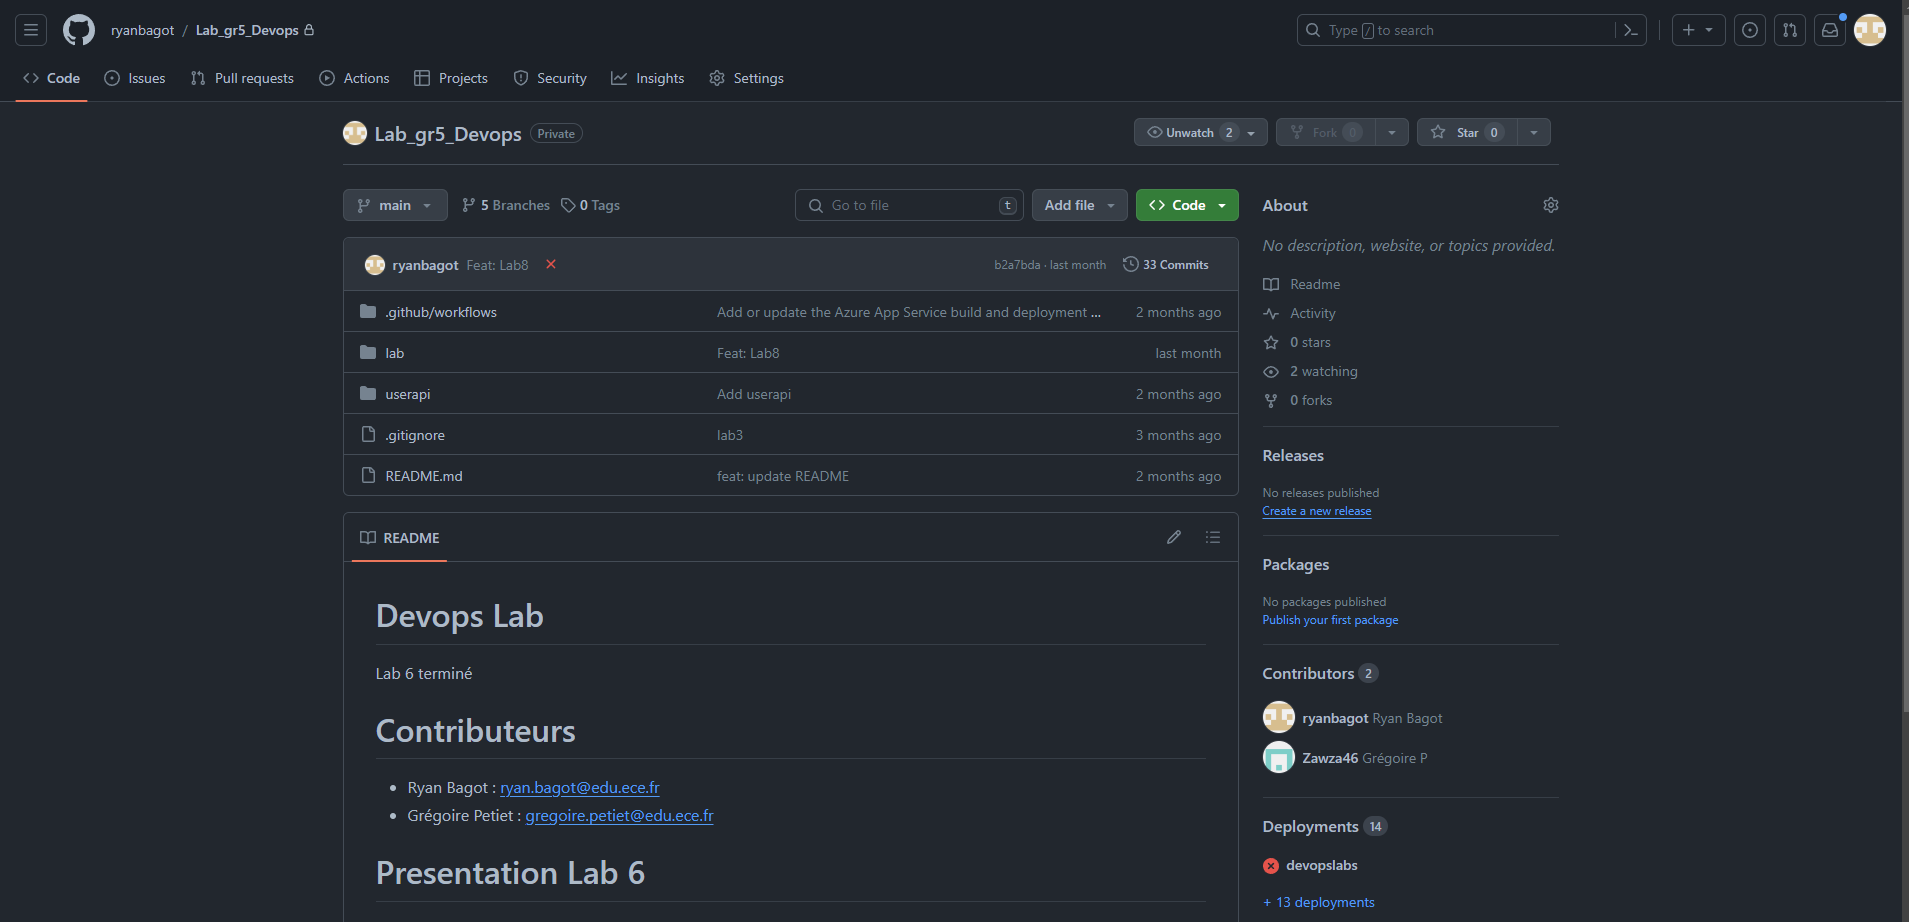 ryanbagot / Lab_gr5_Devops
Type / to search
Code Issues Pull requests Actions Projects Security Insights Settings
Lab_gr5_Devops Private
Unwatch 2 Fork 0 Star 0
main 5 Branches 0 Tags
Go to file t Add file Code
ryanbagot Feat: Lab8 b2a7bda · last month 33 Commits
.github/workflows Add or update the Azure App Service build and deployment ... 2 months ago
lab Feat: Lab8 last month
userapi Add userapi 2 months ago
.gitignore lab3 3 months ago
README.md feat: update README 2 months ago
README
Devops Lab
Lab 6 terminé
Contributeurs
Ryan Bagot : ryan.bagot@edu.ece.fr
Grégoire Petiet : gregoire.petiet@edu.ece.fr
Presentation Lab 6
About
No description, website, or topics provided.
Readme
Activity
0 stars
2 watching
0 forks
Releases
No releases published
Create a new release
Packages
No packages published
Publish your first package
Contributors 2
ryanbagot Ryan Bagot
Zawza46 Grégoire P
Deployments 14
devopslabs
+ 13 deployments